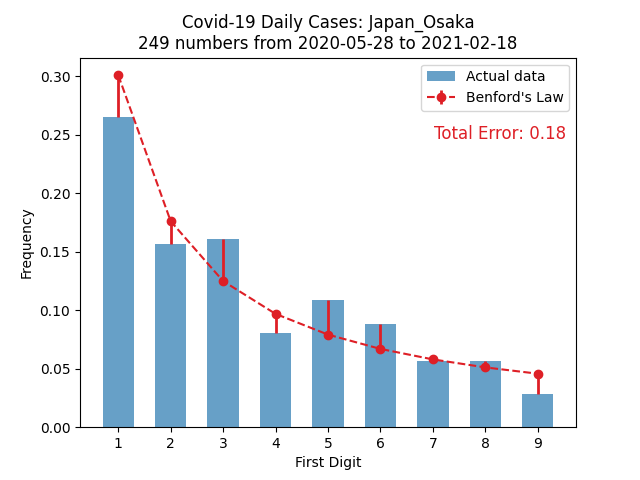 Covid-19 Daily Cases: Japan_Osaka
249 numbers from 2020-05-28 to 2021-02-18
Actual data
Benford's Law
Total Error: 0.18
Frequency
0.30
0.25
0.20
0.15
0.10
0.05
0.00
1 2 3 4 5 6 7 8 9
First Digit